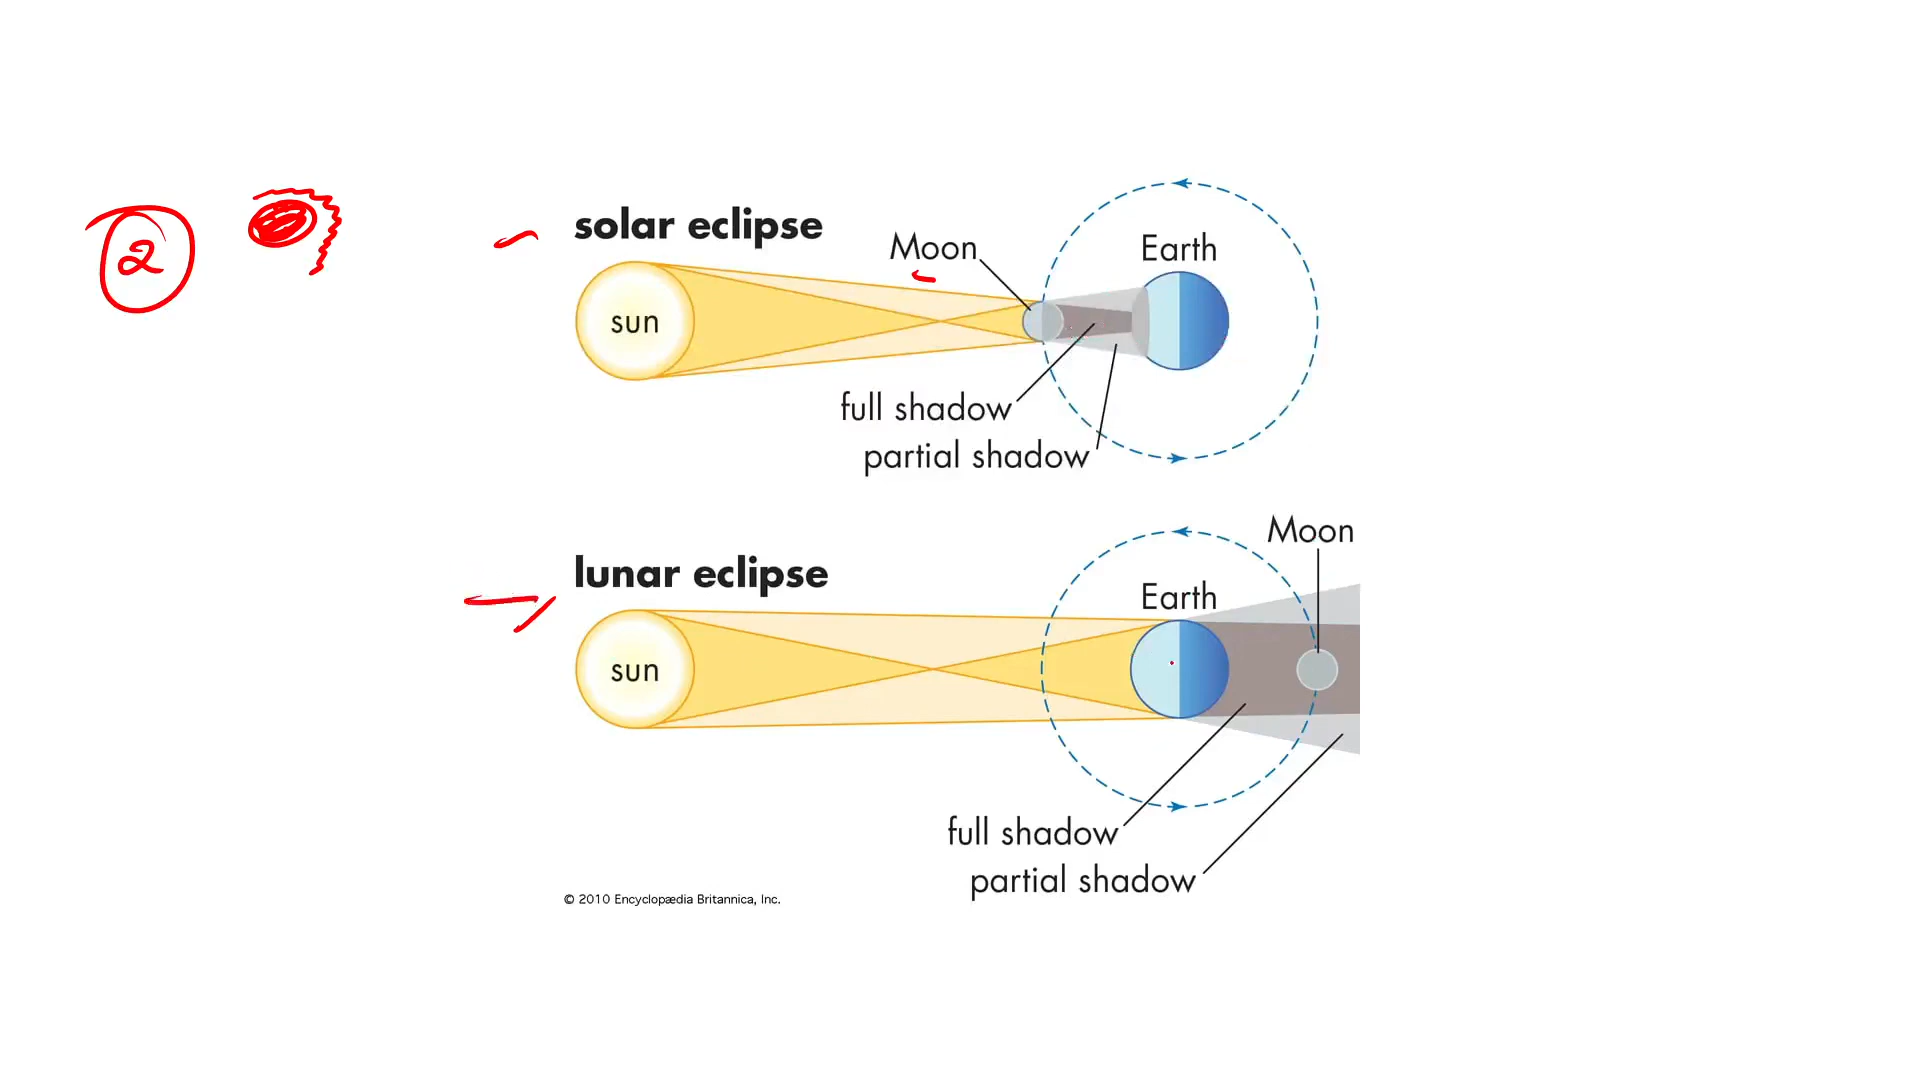 2
solar eclipse
Moon
Earth
sun
full shadow
partial shadow
Moon
lunar eclipse
Earth
sun
full shadow
partial shadow
© 2010 Encyclopædia Britannica, Inc.